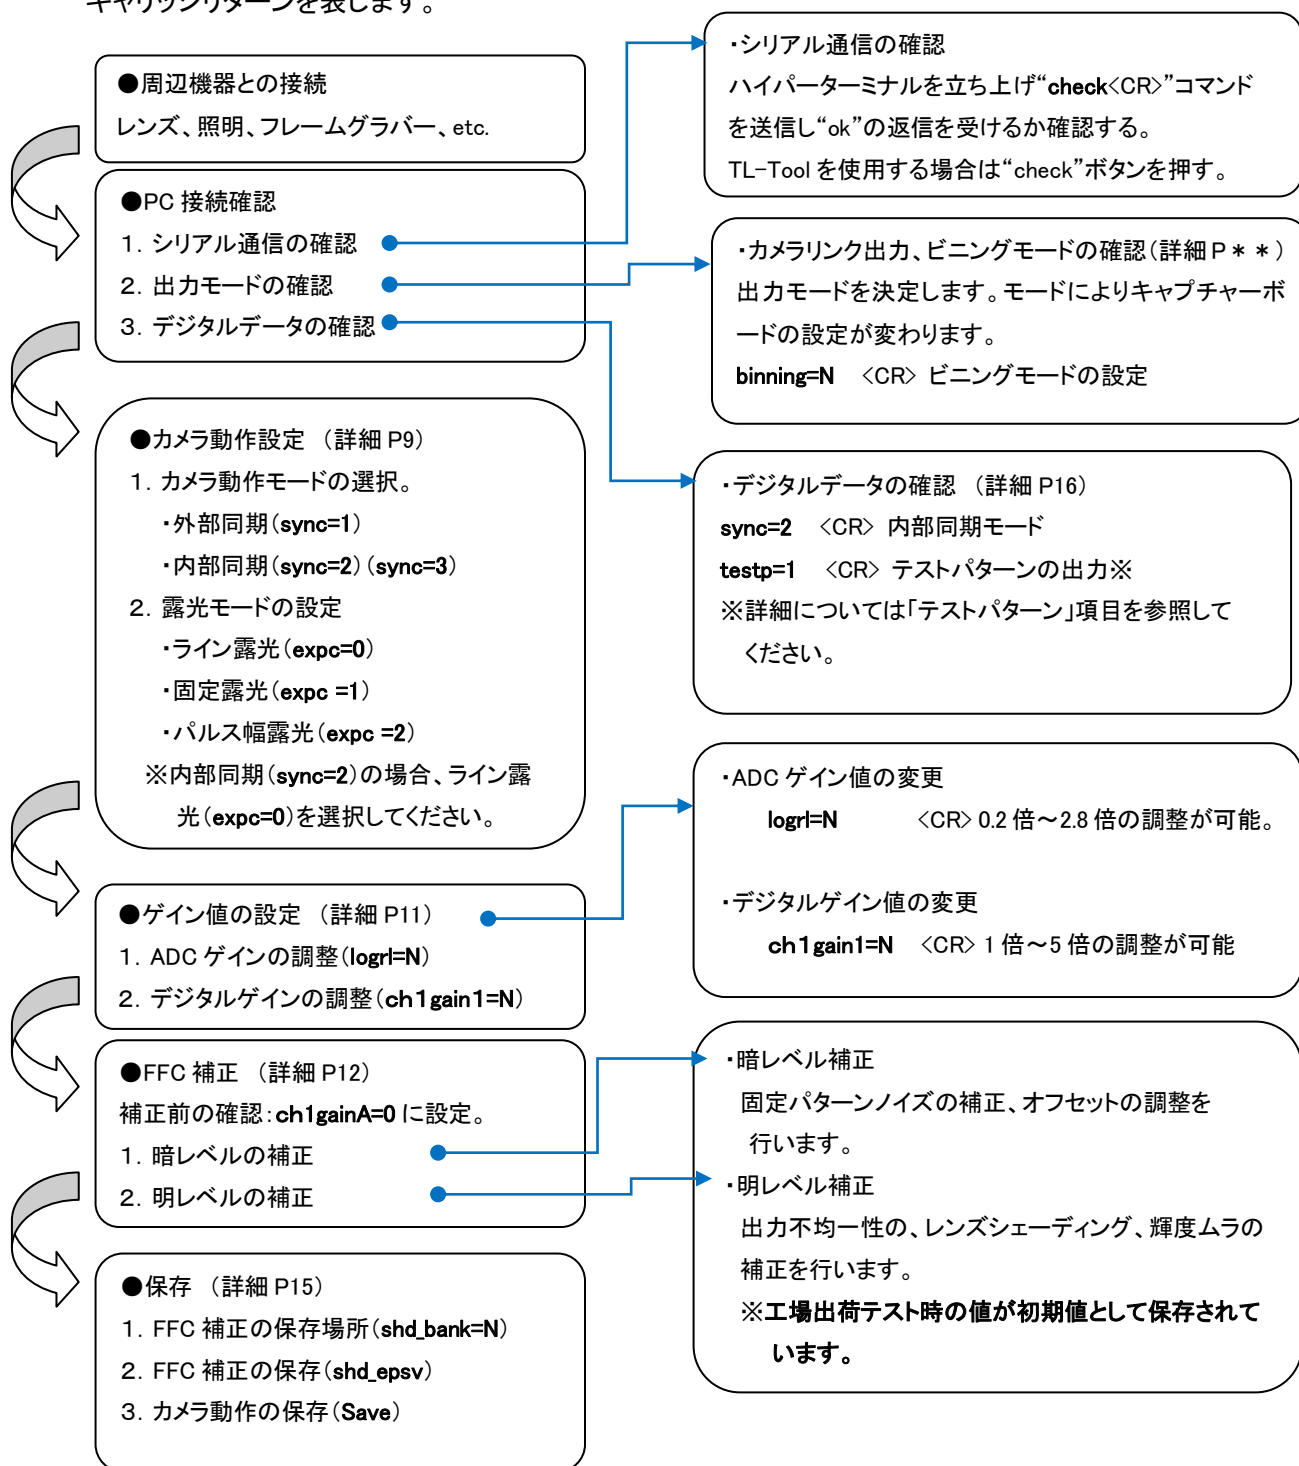 キャリッジリターンを表します。
●周辺機器との接続
レンズ、照明、フレームグラバー、etc.
●PC 接続確認
1. シリアル通信の確認
2. 出力モードの確認
3. デジタルデータの確認
●カメラ動作設定 （詳細 P9）
1. カメラ動作モードの選択。
・外部同期（sync=1）
・内部同期（sync=2）（sync=3）
2. 露光モードの設定
・ライン露光（expc=0）
・固定露光（expc =1）
・パルス幅露光（expc =2）
※内部同期（sync=2）の場合、ライン露
光（expc=0）を選択してください。
●ゲイン値の設定 （詳細 P11）
1. ADC ゲインの調整（logrl=N）
2. デジタルゲインの調整（ch1gain1=N）
●FFC 補正 （詳細 P12）
補正前の確認：ch1gainA=0 に設定。
1. 暗レベルの補正
2. 明レベルの補正
●保存 （詳細 P15）
1. FFC 補正の保存場所（shd_bank=N）
2. FFC 補正の保存（shd_epsv）
3. カメラ動作の保存（Save）
・シリアル通信の確認
ハイパーターミナルを立ち上げ“check<CR>”コマンド
を送信し“ok”の返信を受けるか確認する。
TL-Tool を使用する場合は“check”ボタンを押す。
・カメラリンク出力、ビニングモードの確認（詳細 P＊＊）
出力モードを決定します。モードによりキャプチャーボ
ードの設定が変わります。
binning=N <CR> ビニングモードの設定
・デジタルデータの確認 （詳細 P16）
sync=2 <CR> 内部同期モード
testp=1 <CR> テストパターンの出力※
※詳細については「テストパターン」項目を参照して
ください。
・ADC ゲイン値の変更
logrl=N <CR> 0.2 倍～2.8 倍の調整が可能。
・デジタルゲイン値の変更
ch1gain1=N <CR> 1 倍～5 倍の調整が可能
・暗レベル補正
固定パターンノイズの補正、オフセットの調整を
行います。
・明レベル補正
出力不均一性の、レンズシェーディング、輝度ムラの
補正を行います。
※工場出荷テスト時の値が初期値として保存されて
います。